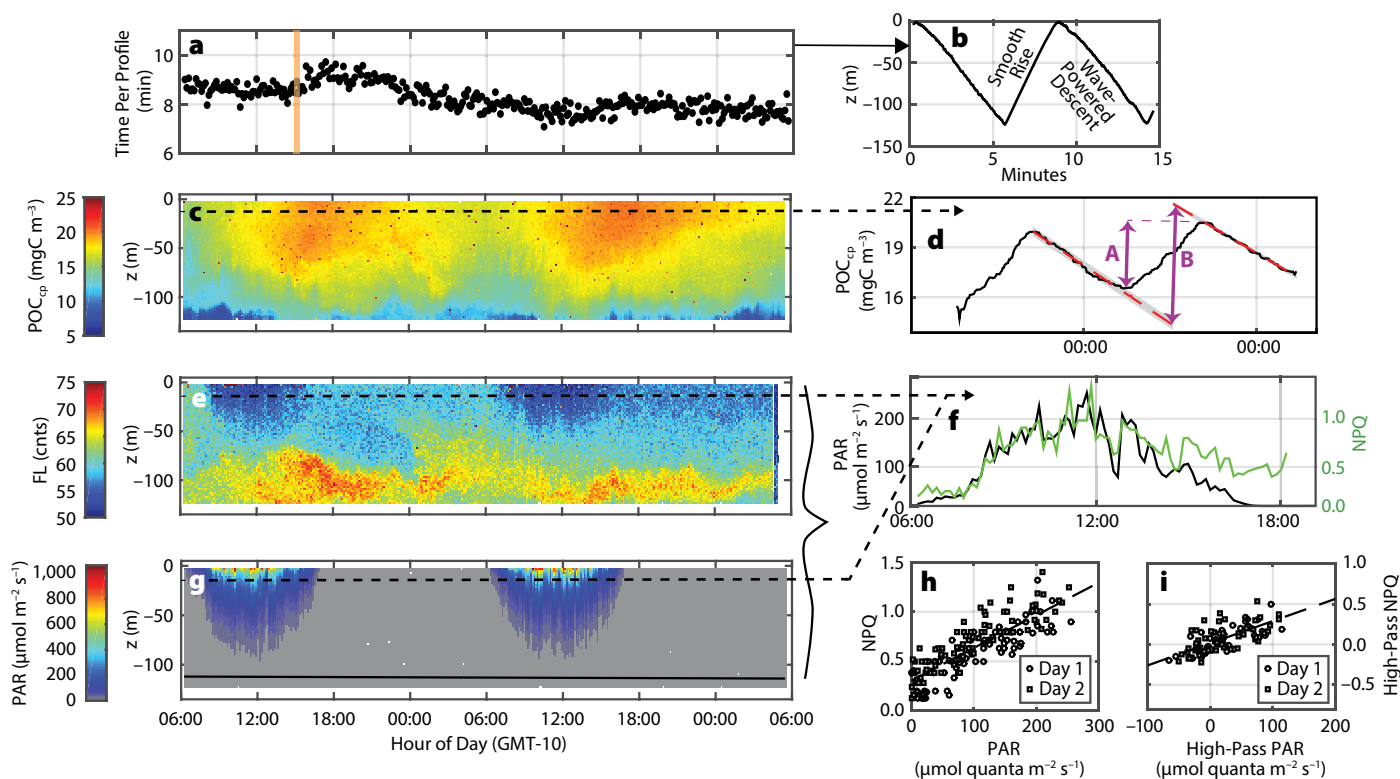 a
Time Per Profile
(min)
10
8
6
b
z (m)
0
−50
−100
−150
Smooth
Rise
Wave-
Powered
Descent
0
5
10
15
Minutes
c
POCcp (mgC m−3)
25
20
15
10
5
z (m)
0
−50
−100
d
POCcp
(mgC m−3)
22
19
16
A
B
00:00
00:00
e
FL (cnts)
75
70
65
60
55
50
z (m)
0
−50
−100
f
PAR
(μmol m−2 s−1)
200
100
0
NPQ
1.0
0.5
0.0
06:00
12:00
18:00
g
PAR (μmol m−2 s−1)
1,000
800
600
400
200
0
z (m)
0
−50
−100
06:00
12:00
18:00
00:00
06:00
12:00
18:00
00:00
06:00
Hour of Day (GMT-10)
h
NPQ
1.5
1.0
0.5
0.0
Day 1
Day 2
0
100
200
300
PAR
(μmol quanta m−2 s−1)
i
1.0
0.5
0.0
−0.5
High-Pass NPQ
Day 1
Day 2
−100
0
100
200
High-Pass PAR
(μmol quanta m−2 s−1)